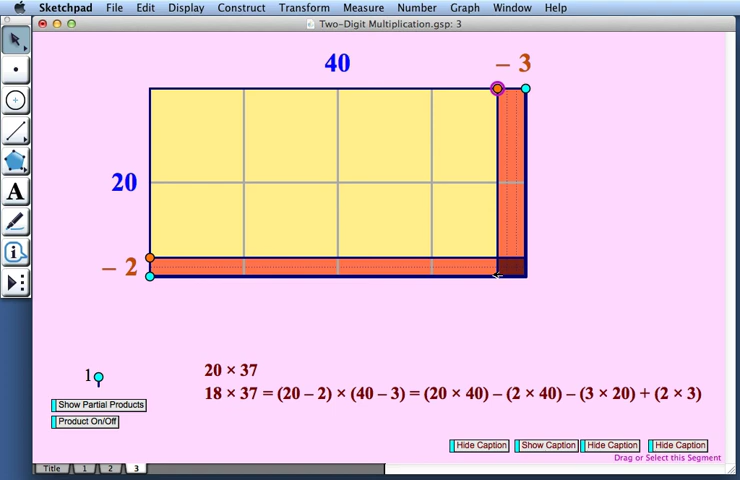 Sketchpad File Edit Display Construct Transform Measure Number Graph Window Help
Two-Digit Multiplication.gsp: 3
40 – 3
20
– 2
A
i
1
20 × 37
18 × 37 = (20 – 2) × (40 – 3) = (20 × 40) – (2 × 40) – (3 × 20) + (2 × 3)
Show Partial Products
Product On/Off
Hide Caption Show Caption Hide Caption Hide Caption
Drag or Select this Segment
Title 1 2 3